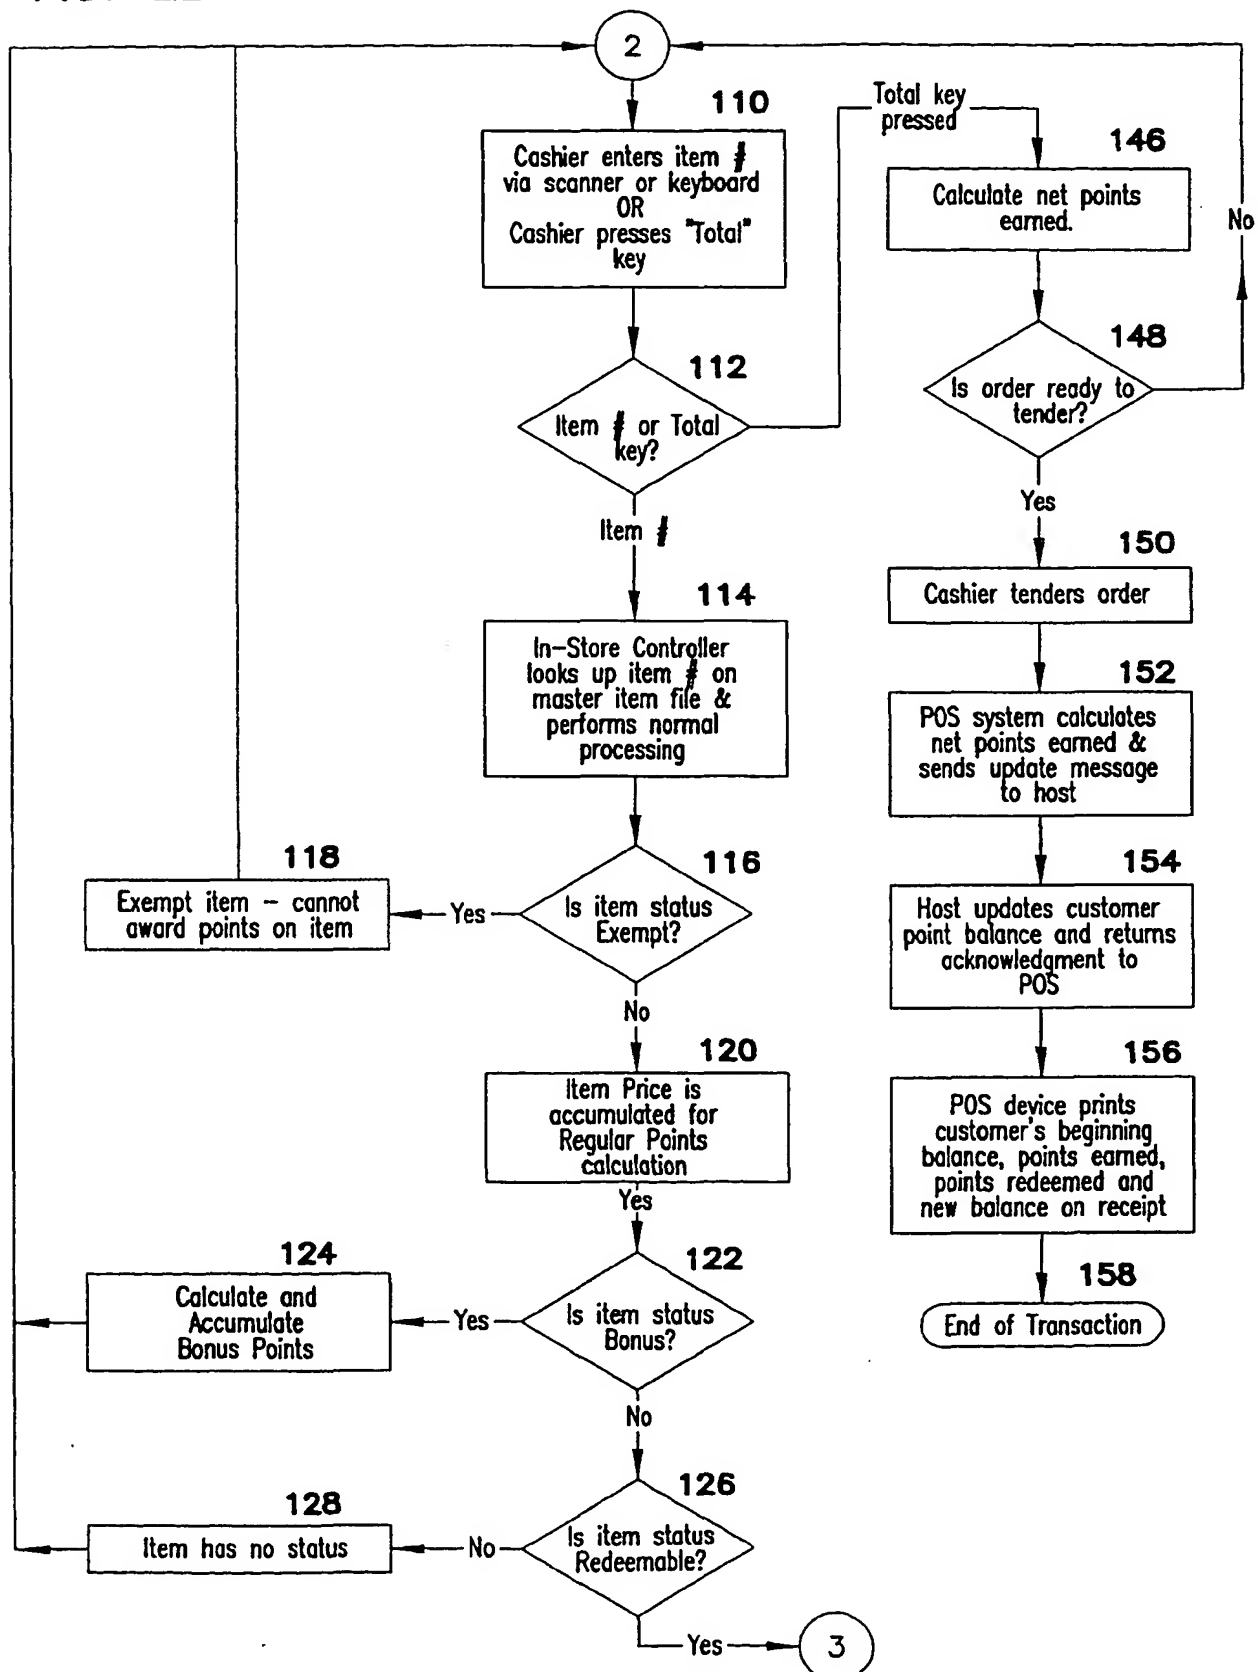 2
110
Cashier enters item #
via scanner or keyboard
OR
Cashier presses "Total"
key
112
Item # or Total
key?
Total key
pressed
Item #
114
In-Store Controller
looks up item # on
master item file &
performs normal
processing
116
Is item status
Exempt?
Yes
118
Exempt item - cannot
award points on item
No
120
Item Price is
accumulated for
Regular Points
calculation
Yes
122
Is item status
Bonus?
Yes
124
Calculate and
Accumulate
Bonus Points
No
126
Is item status
Redeemable?
No
128
Item has no status
Yes
3
146
Calculate net points
earned.
148
Is order ready to
tender?
No
Yes
150
Cashier tenders order
152
POS system calculates
net points earned &
sends update message
to host
154
Host updates customer
point balance and returns
acknowledgment to
POS
156
POS device prints
customer's beginning
balance, points earned,
points redeemed and
new balance on receipt
158
End of Transaction